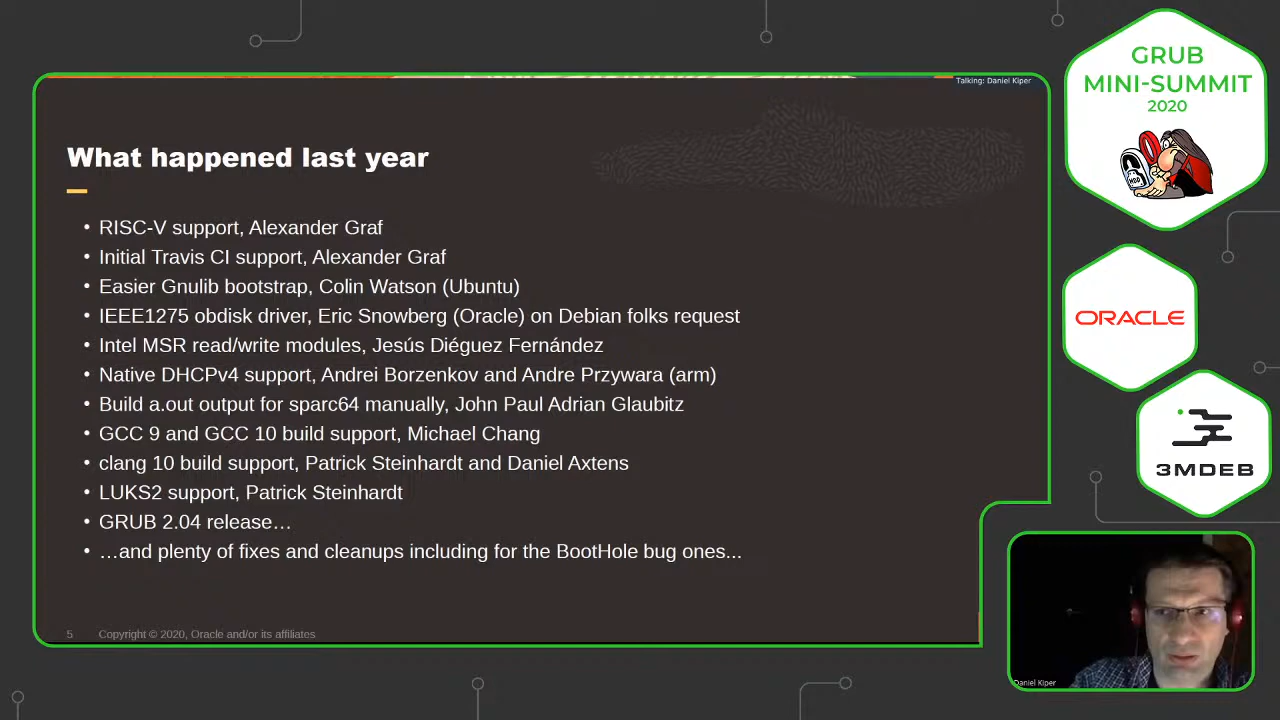 Talking: Daniel Kiper
What happened last year
• RISC-V support, Alexander Graf
• Initial Travis CI support, Alexander Graf
• Easier Gnulib bootstrap, Colin Watson (Ubuntu)
• IEEE1275 obdisk driver, Eric Snowberg (Oracle) on Debian folks request
• Intel MSR read/write modules, Jesús Diéguez Fernández
• Native DHCPv4 support, Andrei Borzenkov and Andre Przywara (arm)
• Build a.out output for sparc64 manually, John Paul Adrian Glaubitz
• GCC 9 and GCC 10 build support, Michael Chang
• clang 10 build support, Patrick Steinhardt and Daniel Axtens
• LUKS2 support, Patrick Steinhardt
• GRUB 2.04 release…
• …and plenty of fixes and cleanups including for the BootHole bug ones...
5 Copyright © 2020, Oracle and/or its affiliates
GRUB
MINI-SUMMIT
2020
ORACLE
3MDEB
Daniel Kiper